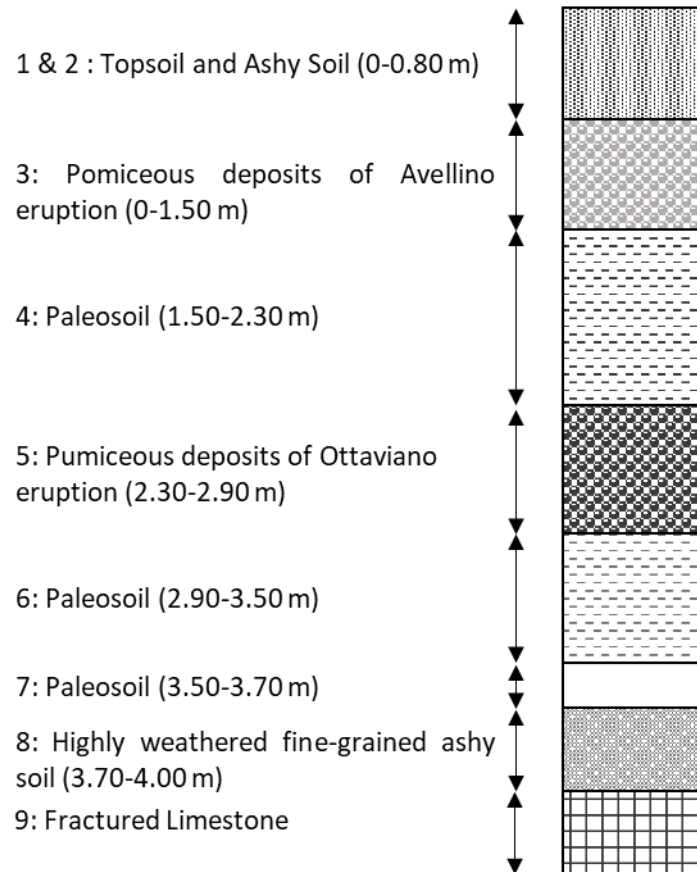 1 & 2 : Topsoil and Ashy Soil (0-0.80 m)
3: Pomiceous deposits of Avellino
eruption (0-1.50 m)
4: Paleosoil (1.50-2.30 m)
5: Pumiceous deposits of Ottaviano
eruption (2.30-2.90 m)
6: Paleosoil (2.90-3.50 m)
7: Paleosoil (3.50-3.70 m)
8: Highly weathered fine-grained ashy
soil (3.70-4.00 m)
9: Fractured Limestone